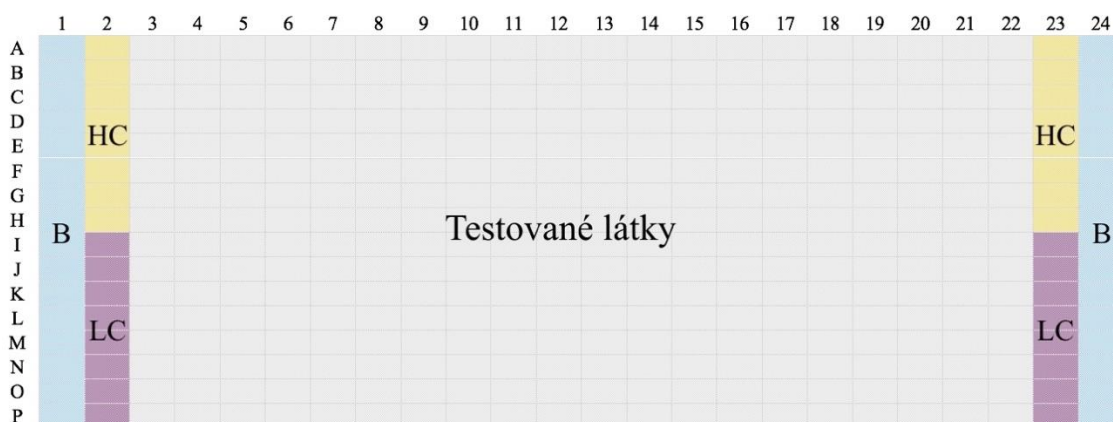 1 2 3 4 5 6 7 8 9 10 11 12 13 14 15 16 17 18 19 20 21 22 23 24
A
B
C
D
HC HC
E
F
G
H
B Testované látky B
I
J
K
L
LC LC
M
N
O
P